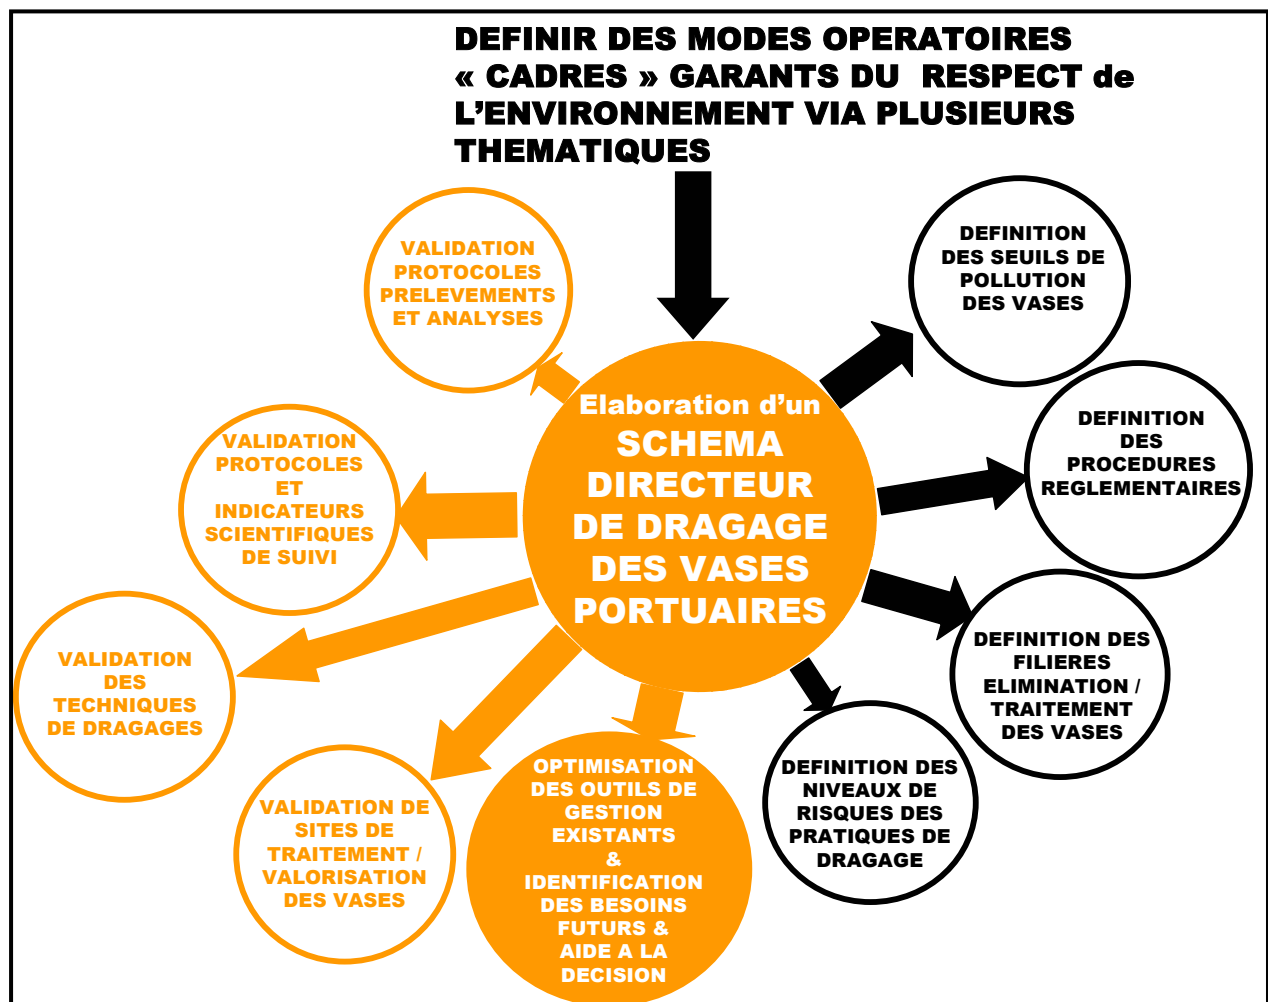 DEFINIR DES MODES OPERATOIRES
« CADRES » GARANTS DU RESPECT de
L’ENVIRONNEMENT VIA PLUSIEURS
THEMATIQUES
VALIDATION
PROTOCOLES
PRELEVEMENTS
ET ANALYSES
DEFINITION
DES SEUILS DE
POLLUTION
DES VASES
Elaboration d’un
SCHEMA
DIRECTEUR
DE DRAGAGE
DES VASES
PORTUAIRES
VALIDATION
PROTOCOLES
ET
INDICATEURS
SCIENTIFIQUES
DE SUIVI
DEFINITION
DES
PROCEDURES
REGLEMENTAIRES
VALIDATION
DES
TECHNIQUES
DE DRAGAGES
DEFINITION DES
FILIERES
ELIMINATION /
TRAITEMENT
DES VASES
VALIDATION DE
SITES DE
TRAITEMENT /
VALORISATION
DES VASES
OPTIMISATION
DES OUTILS DE
GESTION
EXISTANTS
&
IDENTIFICATION
DES BESOINS
FUTURS &
AIDE A LA
DECISION
DEFINITION DES
NIVEAUX DE
RISQUES DES
PRATIQUES DE
DRAGAGE